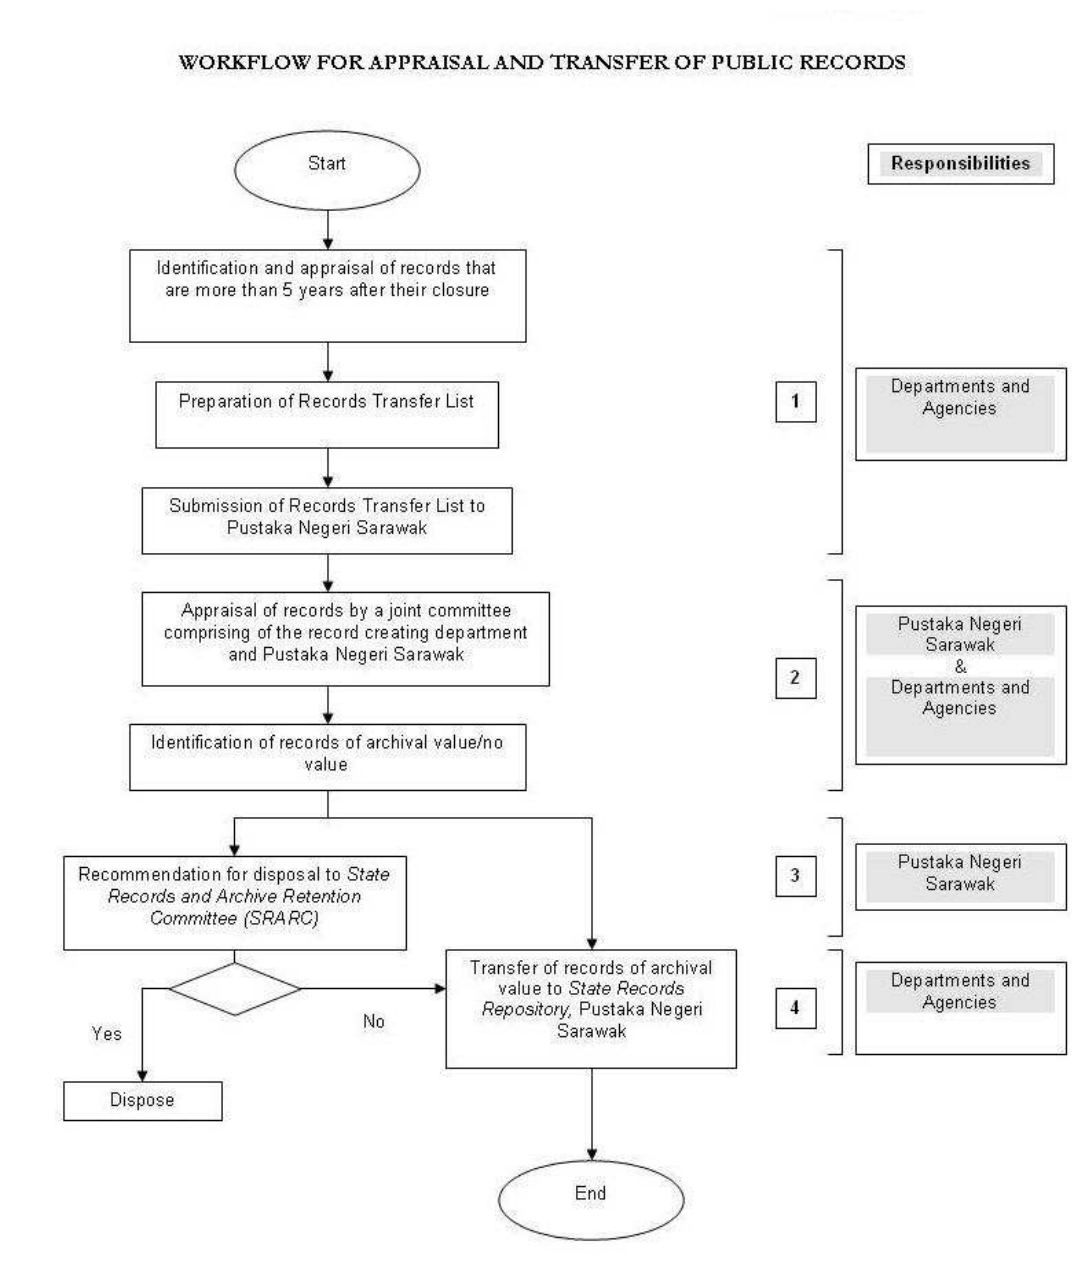 WORKFLOW FOR APPRAISAL AND TRANSFER OF PUBLIC RECORDS
Start
Responsibilities
Identification and appraisal of records that
are more than 5 years after their closure
Preparation of Records Transfer List
1
Departments and
Agencies
Submission of Records Transfer List to
Pustaka Negeri Sarawak
Appraisal of records by a joint committee
comprising of the record creating department
and Pustaka Negeri Sarawak
2
Pustaka Negeri
Sarawak
&
Departments and
Agencies
Identification of records of archival value/no
value
Recommendation for disposal to State
Records and Archive Retention
Committee (SRARC)
3
Pustaka Negeri
Sarawak
Transfer of records of archival
value to State Records
Repository, Pustaka Negeri
Sarawak
4
Departments and
Agencies
Yes
No
Dispose
End